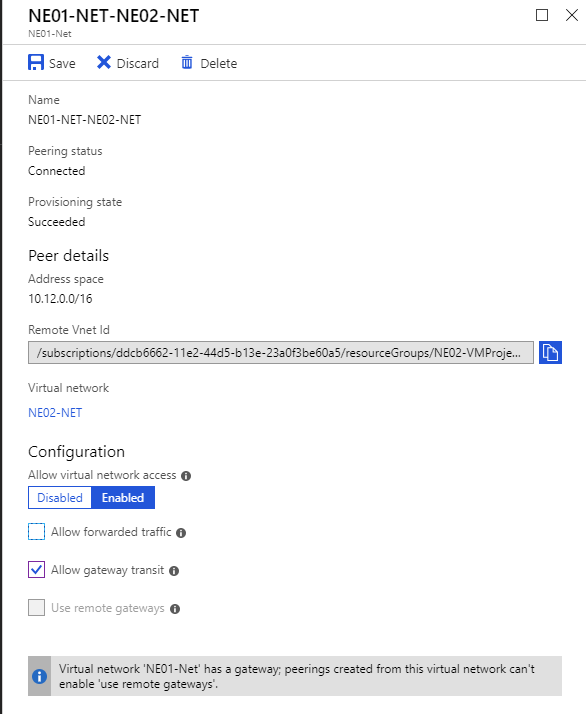 NE01-NET-NE02-NET
NE01-Net
Save Discard Delete
Name
NE01-NET-NE02-NET
Peering status
Connected
Provisioning state
Succeeded
Peer details
Address space
10.12.0.0/16
Remote Vnet Id
/subscriptions/ddcb6662-11e2-44d5-b13e-23a0f3be60a5/resourceGroups/NE02-VMProje...
Virtual network
NE02-NET
Configuration
Allow virtual network access
Disabled Enabled
Allow forwarded traffic
Allow gateway transit
Use remote gateways
Virtual network 'NE01-Net' has a gateway; peerings created from this virtual network can't
enable 'use remote gateways'.